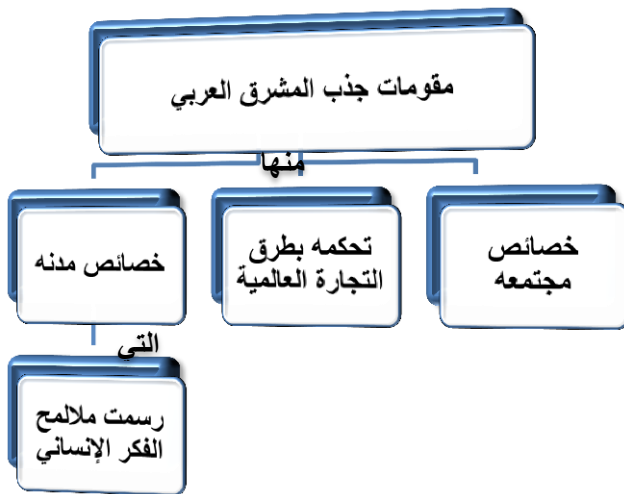 مقومات جذب المشرق العربي
منها
خصائص
مجتمعه
تحكمه بطرق
التجارة العالمية
خصائص مدنه
التي
رسمت ملالمح
الفكر الإنساني